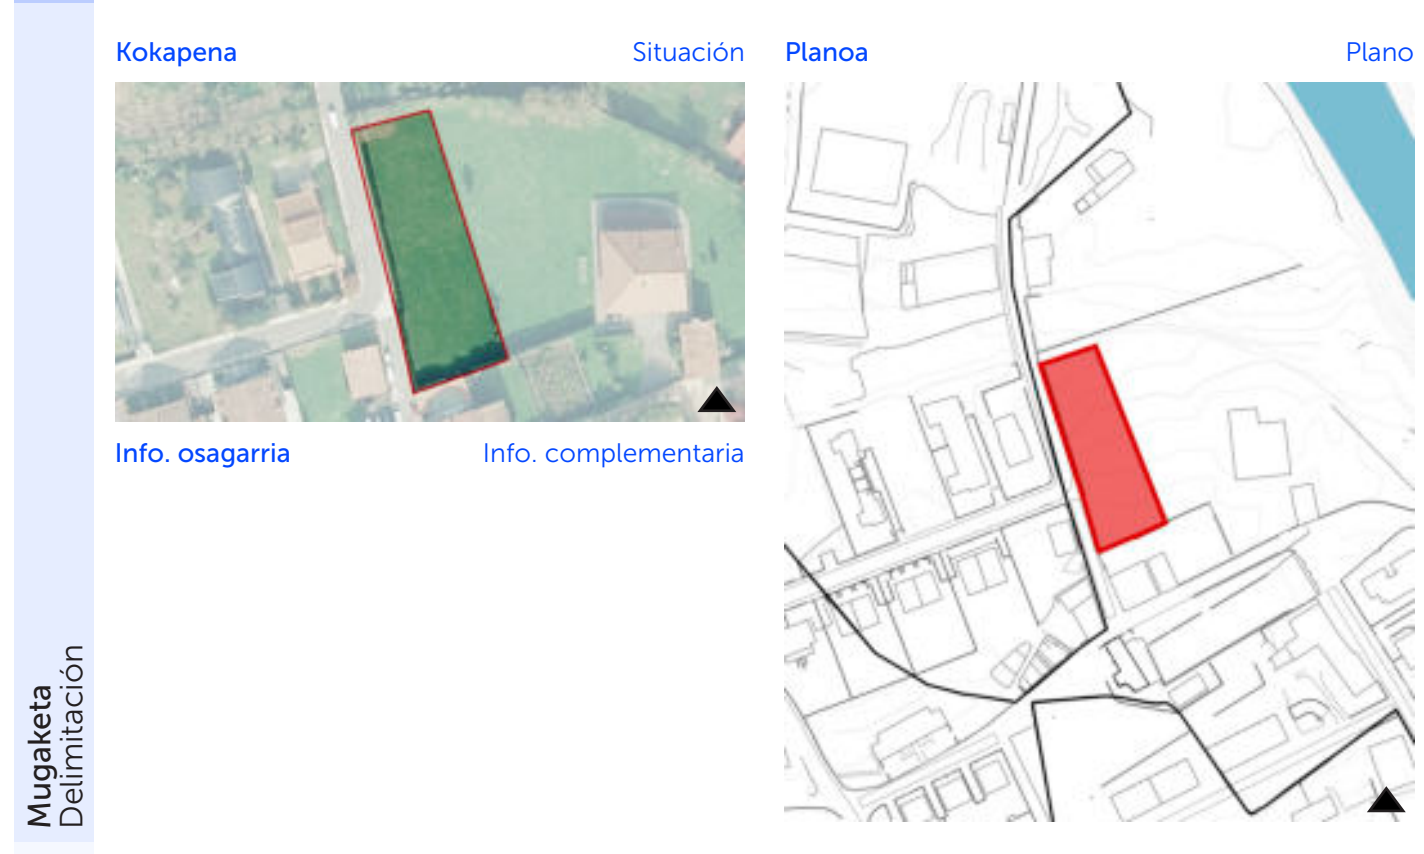 Kokapena Situación
Planoa Plano
Info. osagarria Info. complementaria
Mugaketa
Delimitación